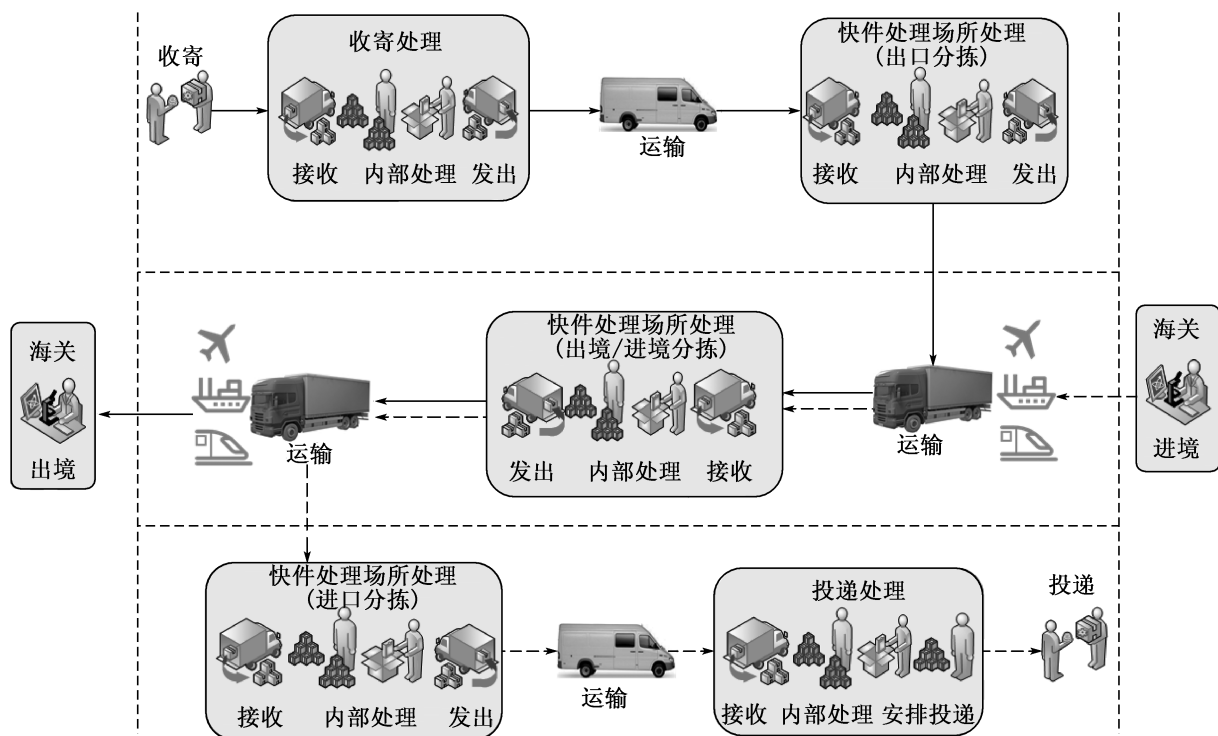 收寄
收寄处理
接收
内部处理
发出
运输
快件处理场所处理
(出口分拣)
接收
内部处理
发出
海关
出境
运输
快件处理场所处理
(出境/进境分拣)
发出
内部处理
接收
运输
海关
进境
快件处理场所处理
(进口分拣)
接收
内部处理
发出
运输
投递处理
接收
内部处理
安排投递
投递